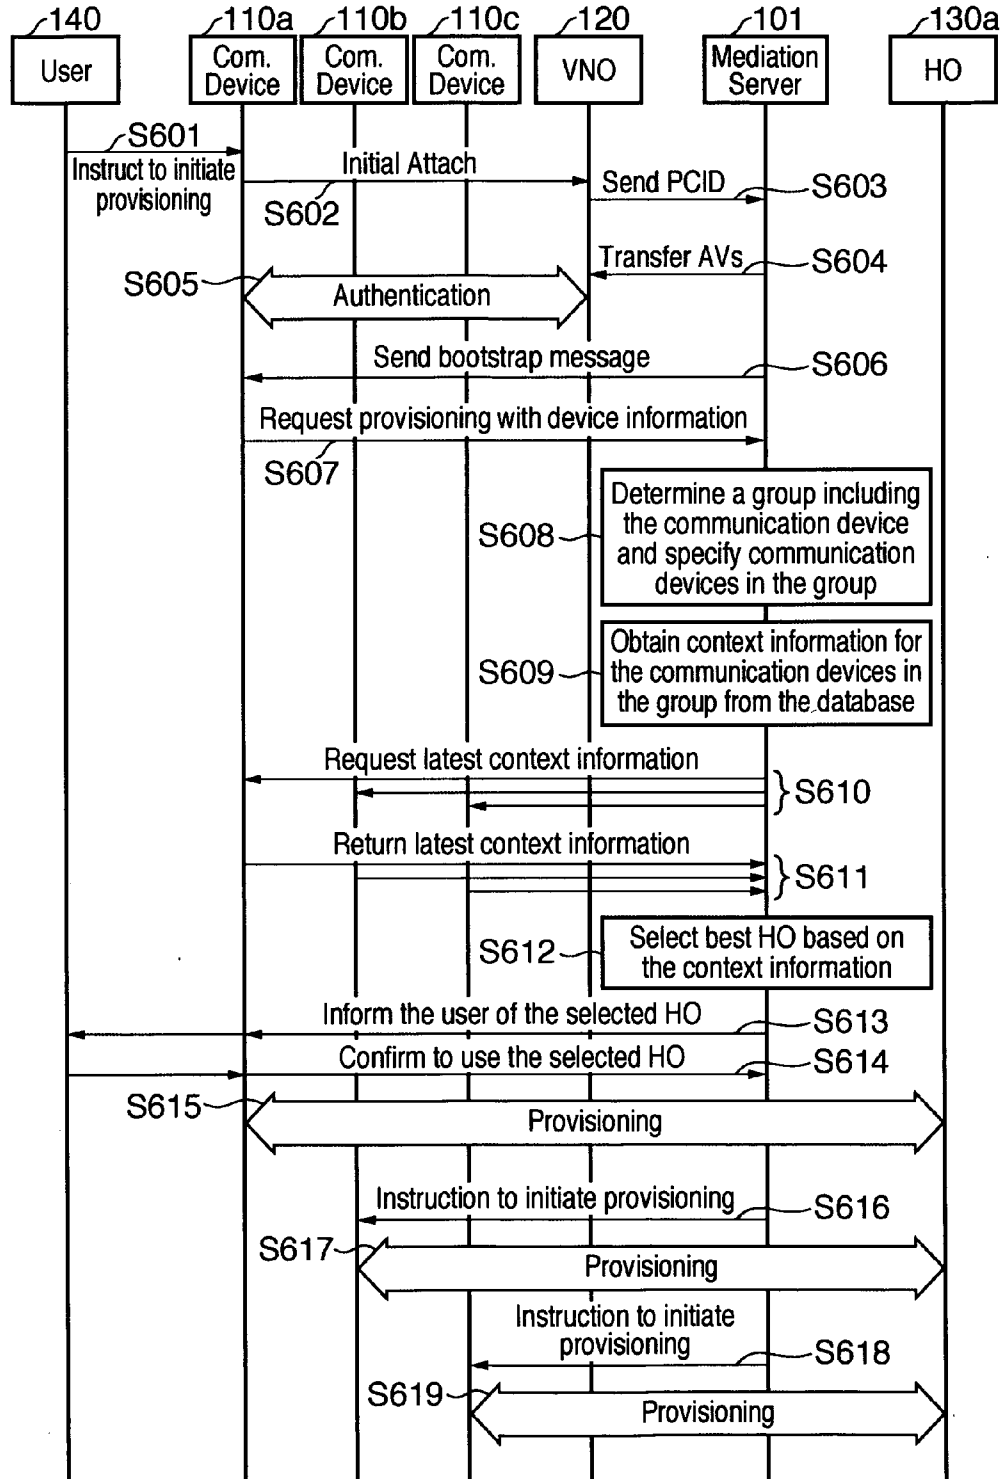 140
110a
110b
110c
120
101
130a
User
Com.
Device
Com.
Device
Com.
Device
VNO
Mediation
Server
HO
S601
Instruct to initiate
provisioning
Initial Attach
S602
Send PCID
S603
Transfer AVs
S604
S605
Authentication
Send bootstrap message
S606
Request provisioning with device information
S607
S608
Determine a group including
the communication device
and specify communication
devices in the group
S609
Obtain context information for
the communication devices in
the group from the database
Request latest context information
S610
Return latest context information
S611
S612
Select best HO based on
the context information
Inform the user of the selected HO
S613
Confirm to use the selected HO
S614
S615
Provisioning
Instruction to initiate provisioning
S616
S617
Provisioning
Instruction to initiate
provisioning
S618
S619
Provisioning